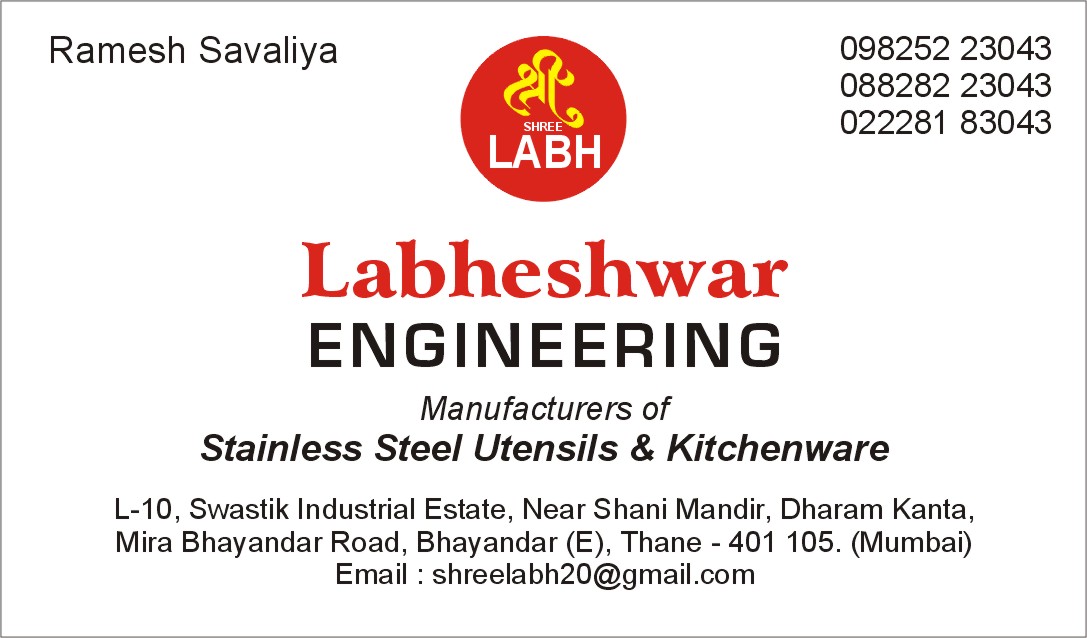 Ramesh Savaliya
098252 23043
088282 23043
022281 83043
श्री
SHREE
LABH
Labheshwar
ENGINEERING
Manufacturers of
Stainless Steel Utensils & Kitchenware
L-10, Swastik Industrial Estate, Near Shani Mandir, Dharam Kanta,
Mira Bhayandar Road, Bhayandar (E), Thane - 401 105. (Mumbai)
Email : shreelabh20@gmail.com